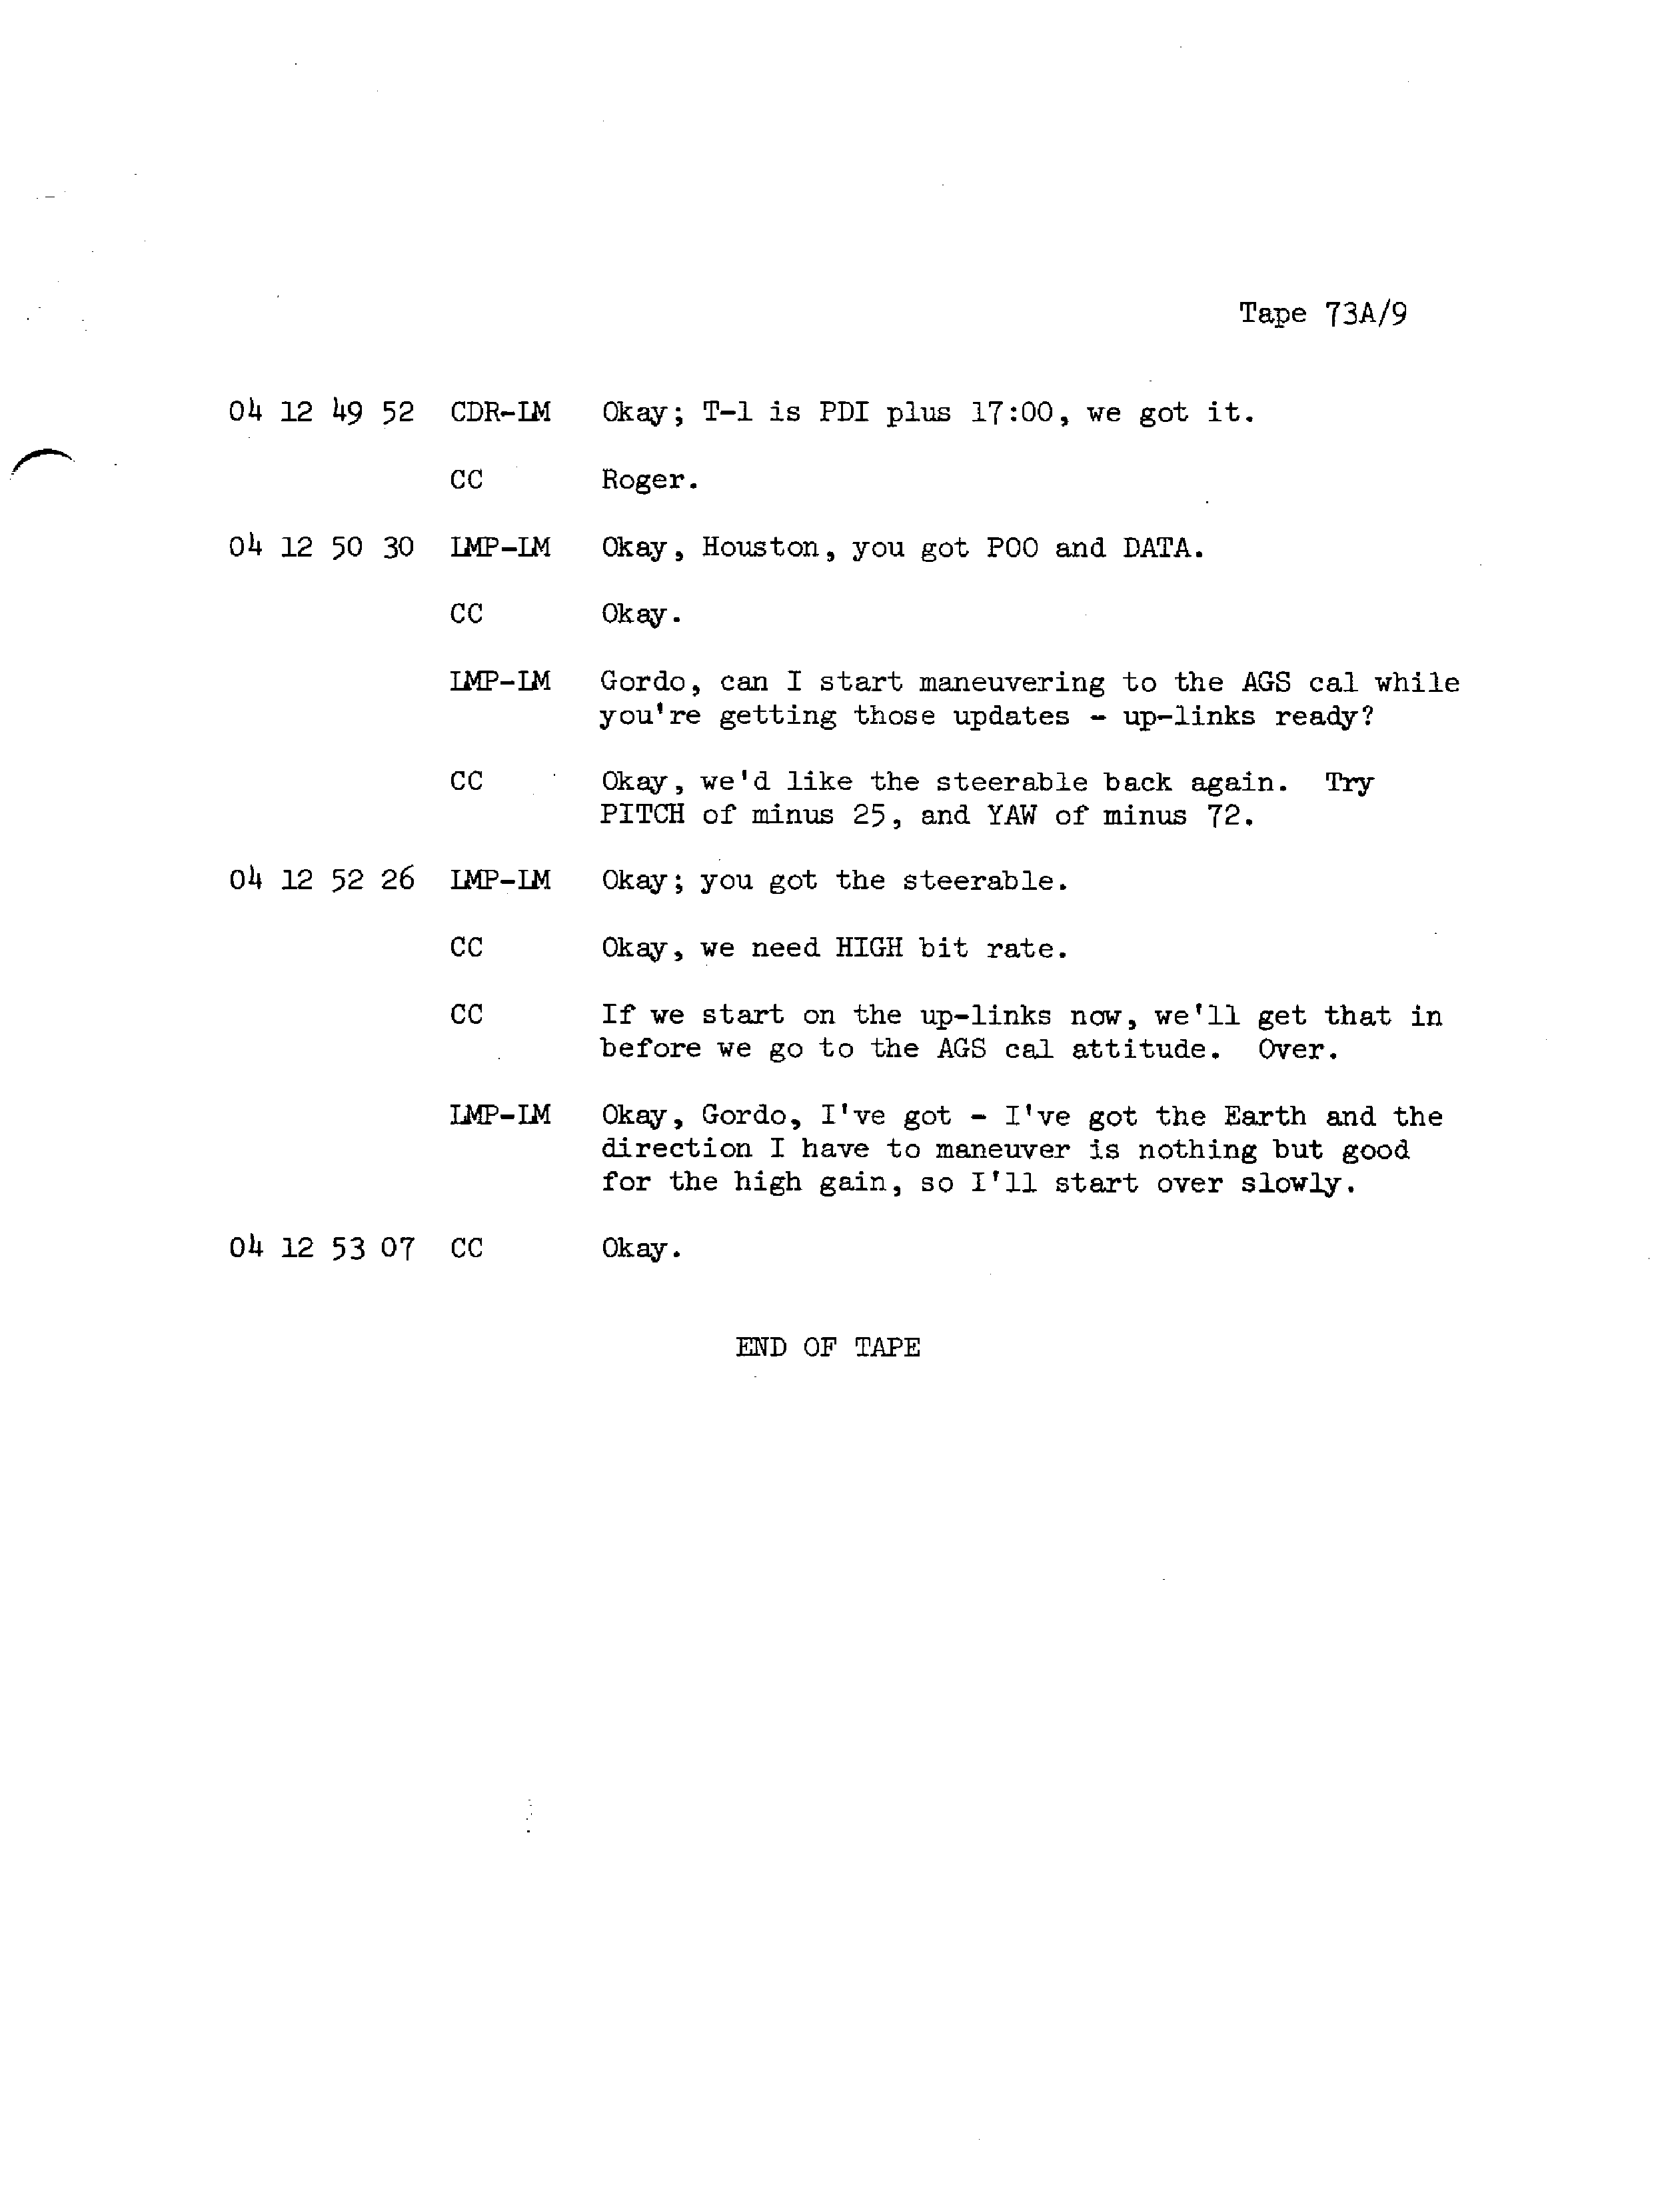 Tape 73A/9
04 12 49 52 CDR-LM Okay; T-1 is PDI plus 17:00, we got it.
CC Roger.
04 12 50 30 LMP-LM Okay, Houston, you got POO and DATA.
CC Okay.
LMP-LM Gordo, can I start maneuvering to the AGS cal while
you're getting those updates - up-links ready?
CC Okay, we'd like the steerable back again. Try
PITCH of minus 25, and YAW of minus 72.
04 12 52 26 LMP-LM Okay; you got the steerable.
CC Okay, we need HIGH bit rate.
CC If we start on the up-links now, we'll get that in
before we go to the AGS cal attitude. Over.
LMP-LM Okay, Gordo, I've got - I've got the Earth and the
direction I have to maneuver is nothing but good
for the high gain, so I'll start over slowly.
04 12 53 07 CC Okay.
END OF TAPE